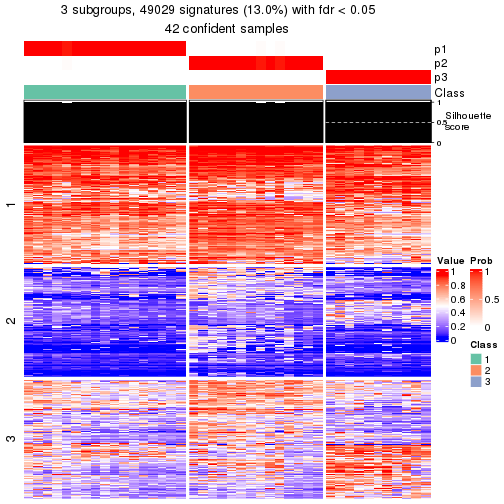 3 subgroups, 49029 signatures (13.0%) with fdr < 0.05
42 confident samples
p1
p2
p3
Class
1
0.5
0
Silhouette
score
1
2
3
Value
1
0.8
0.6
0.4
0.2
0
Prob
1
0.5
0
Class
1
2
3